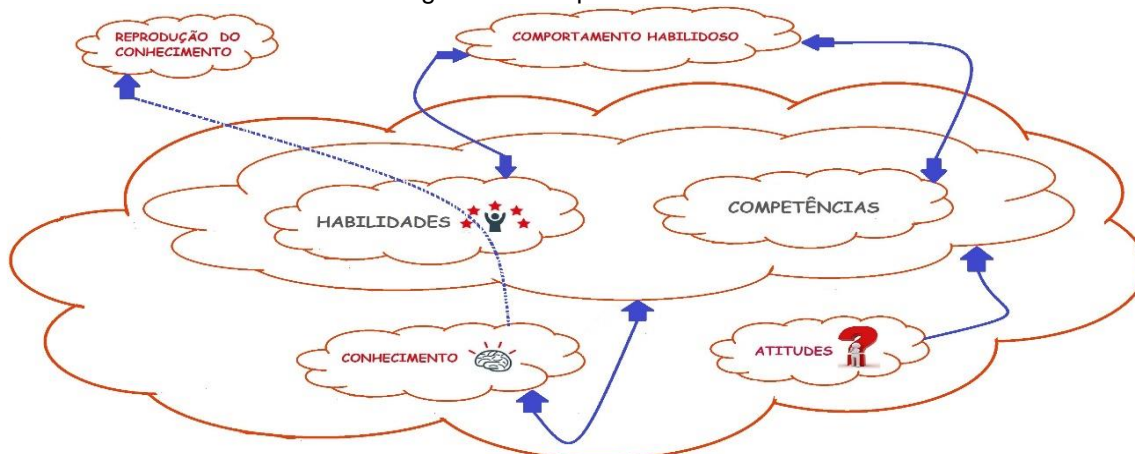 REPRODUÇÃO DO
CONHECIMENTO
COMPORTAMENTO HABILIDOSO
HABILIDADES
COMPETÊNCIAS
CONHECIMENTO
ATITUDES